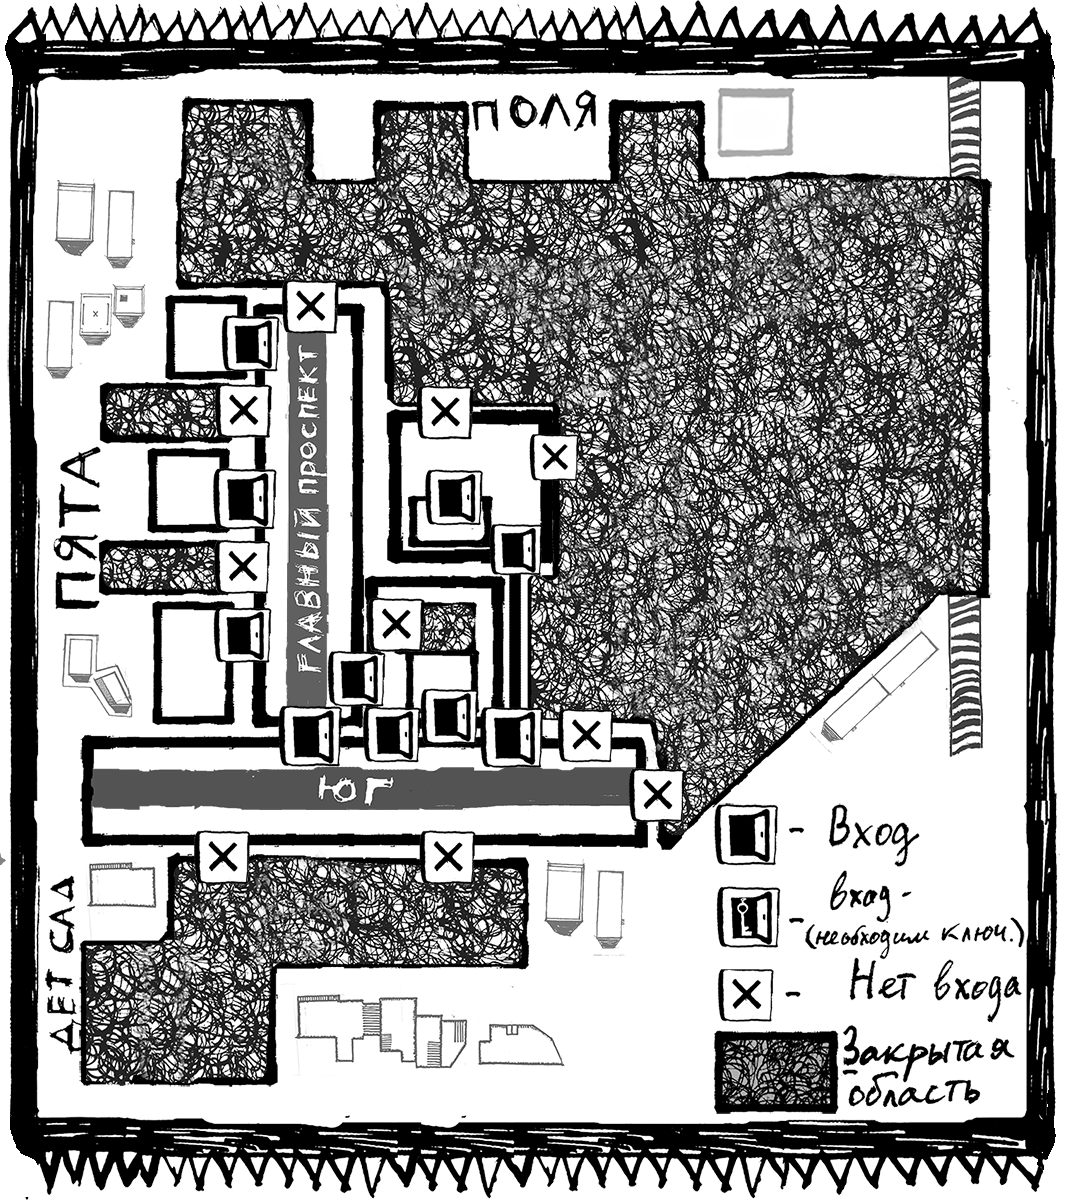 ПОЛЯ
ГЛАВНЫЙ ПРОСПЕКТ
ПЯТА
ЮГ
ДЕТ САД
- Вход
- вход -
(необходим ключ.)
- Нет входа
Закрытая
область